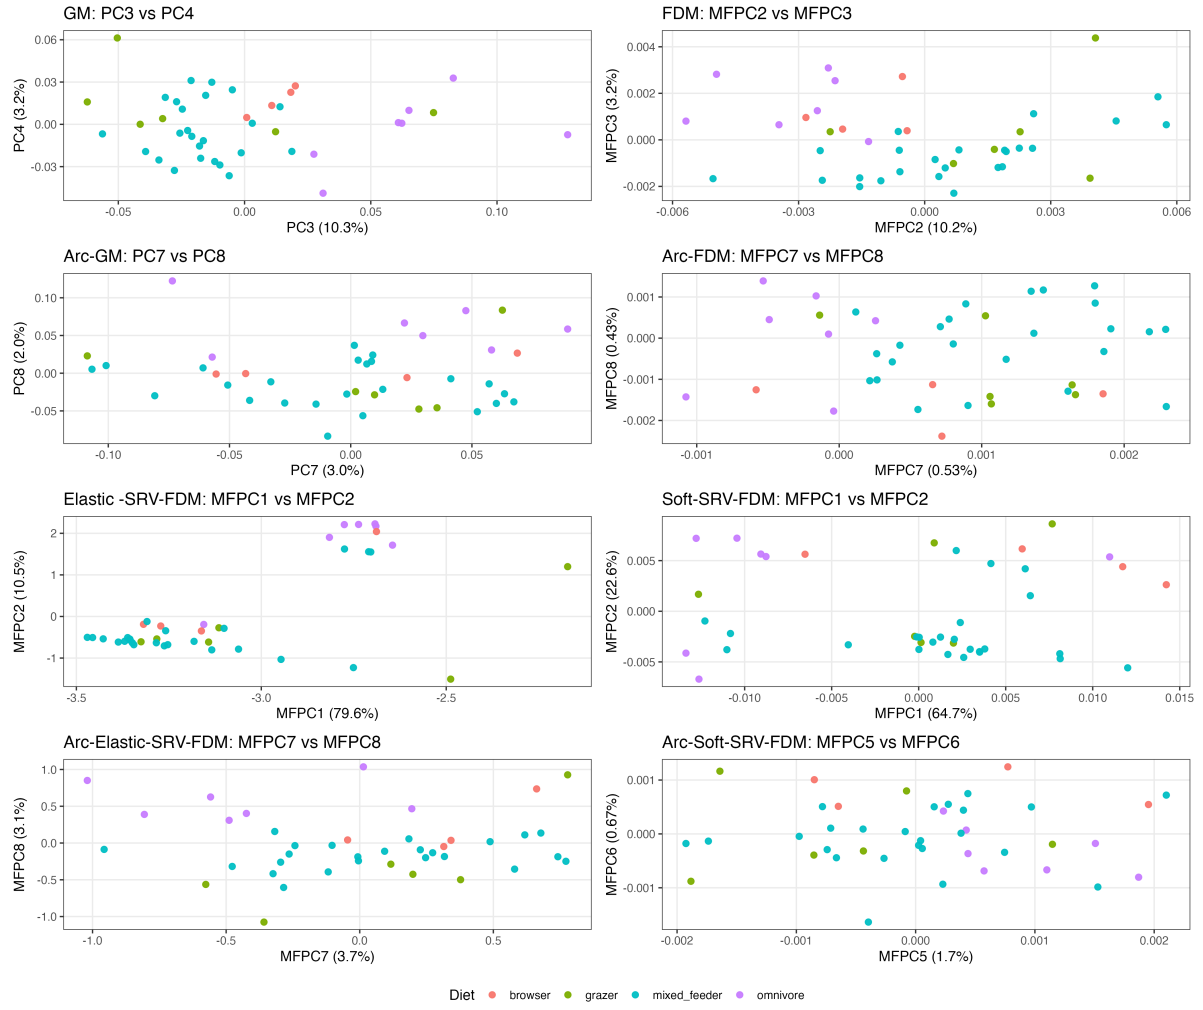 GM: PC3 vs PC4
PC4 (3.2%)
0.06
0.03
0.00
-0.03
-0.05
0.00
0.05
0.10
PC3 (10.3%)
FDM: MFPC2 vs MFPC3
MFPC3 (3.2%)
0.004
0.002
0.000
-0.002
-0.006
-0.003
0.000
0.003
0.006
MFPC2 (10.2%)
Arc-GM: PC7 vs PC8
PC8 (2.0%)
0.10
0.05
0.00
-0.05
-0.10
-0.05
0.00
0.05
PC7 (3.0%)
Arc-FDM: MFPC7 vs MFPC8
MFPC8 (0.43%)
0.001
0.000
-0.001
-0.002
-0.001
0.000
0.001
0.002
MFPC7 (0.53%)
Elastic -SRV-FDM: MFPC1 vs MFPC2
MFPC2 (10.5%)
2
1
0
-1
-3.5
-3.0
-2.5
MFPC1 (79.6%)
Soft-SRV-FDM: MFPC1 vs MFPC2
MFPC2 (22.6%)
0.005
0.000
-0.005
-0.010
-0.005
0.000
0.005
0.010
0.015
MFPC1 (64.7%)
Arc-Elastic-SRV-FDM: MFPC7 vs MFPC8
MFPC8 (3.1%)
1.0
0.5
0.0
-0.5
-1.0
-1.0
-0.5
0.0
0.5
MFPC7 (3.7%)
Arc-Soft-SRV-FDM: MFPC5 vs MFPC6
MFPC6 (0.67%)
0.001
0.000
-0.001
-0.002
-0.001
0.000
0.001
0.002
MFPC5 (1.7%)
Diet browser grazer mixed_feeder omnivore